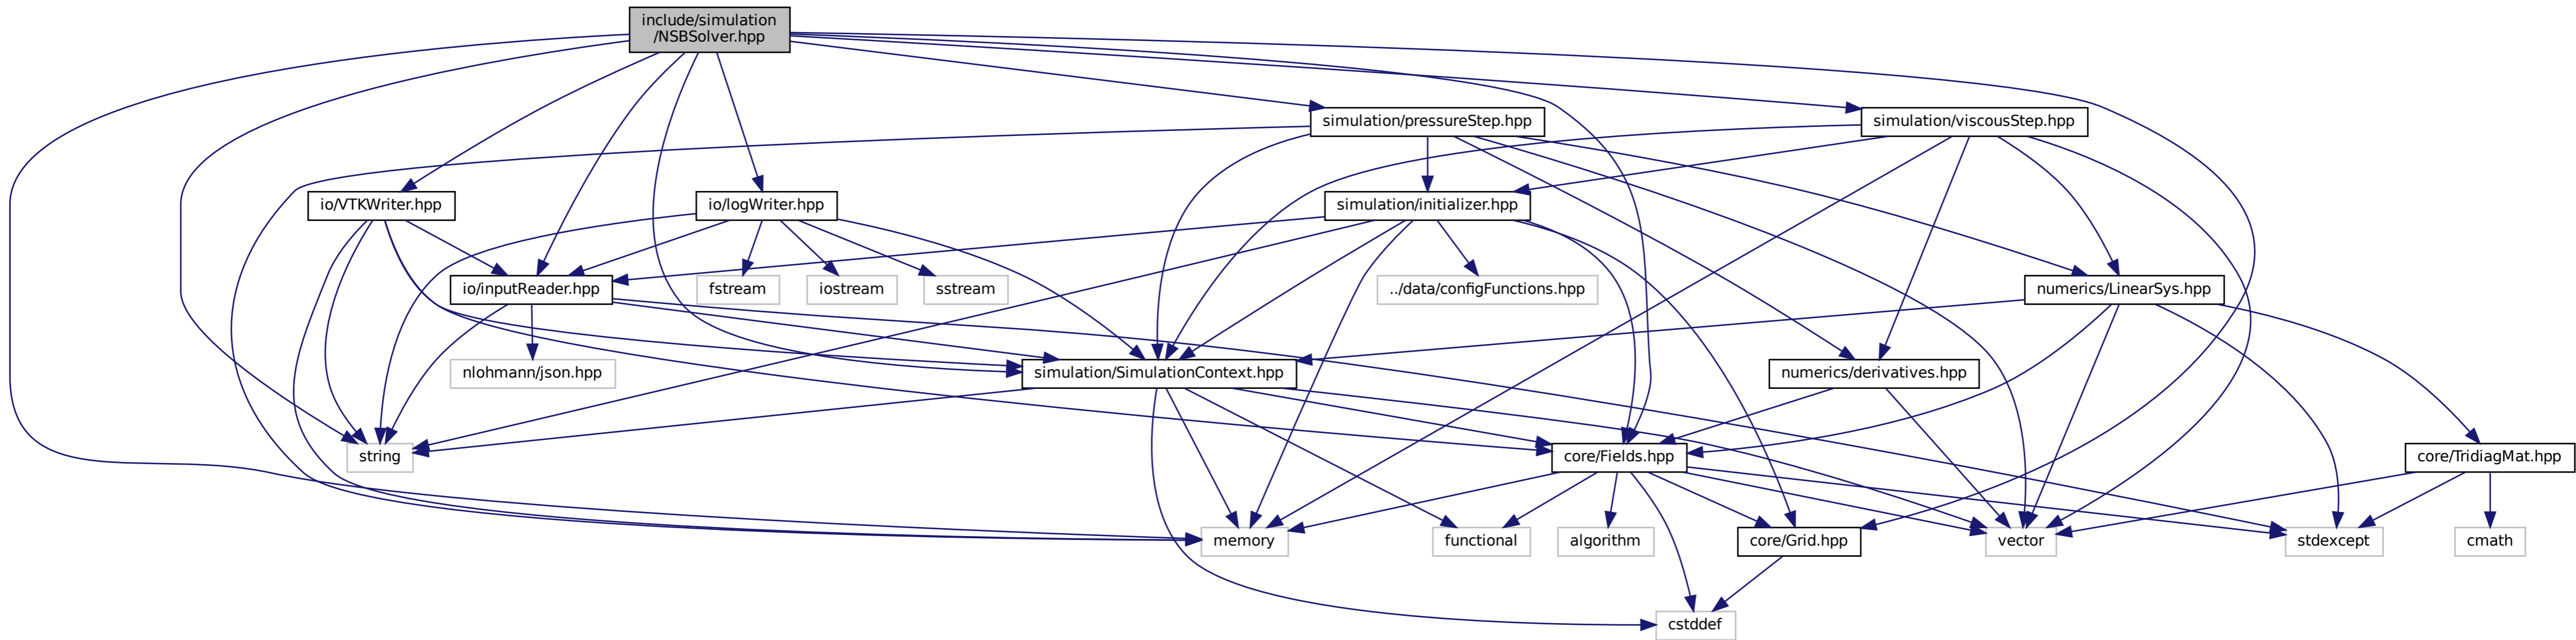 include/simulation
/NSBSolver.hpp
simulation/pressureStep.hpp
simulation/viscousStep.hpp
io/VTKWriter.hpp
io/logWriter.hpp
simulation/initializer.hpp
io/inputReader.hpp
fstream
iostream
sstream
../data/configFunctions.hpp
numerics/LinearSys.hpp
nlohmann/json.hpp
simulation/SimulationContext.hpp
numerics/derivatives.hpp
string
core/Fields.hpp
core/TridiagMat.hpp
memory
functional
algorithm
core/Grid.hpp
vector
stdexcept
cmath
cstddef